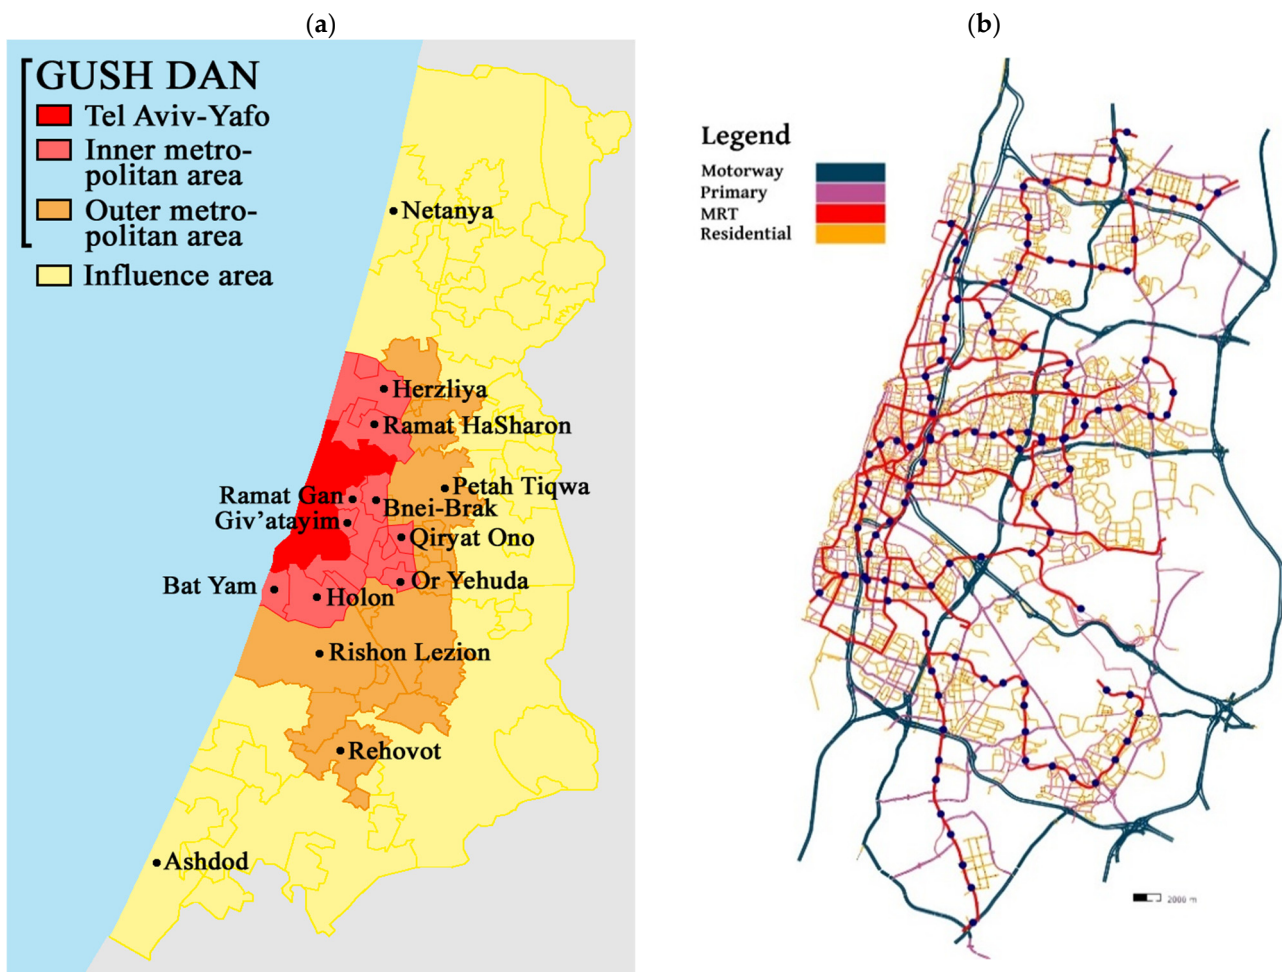 (a)
GUSH DAN
Tel Aviv-Yafo
Inner metro-
politan area
Outer metro-
politan area
Influence area
Netanya
Herzliya
Ramat HaSharon
Petah Tiqwa
Ramat Gan
Bnei-Brak
Giv'atayim
Qiryat Ono
Or Yehuda
Bat Yam
Holon
Rishon Lezion
Rehovot
Ashdod
(b)
Legend
Motorway
Primary
MRT
Residential
2000 m